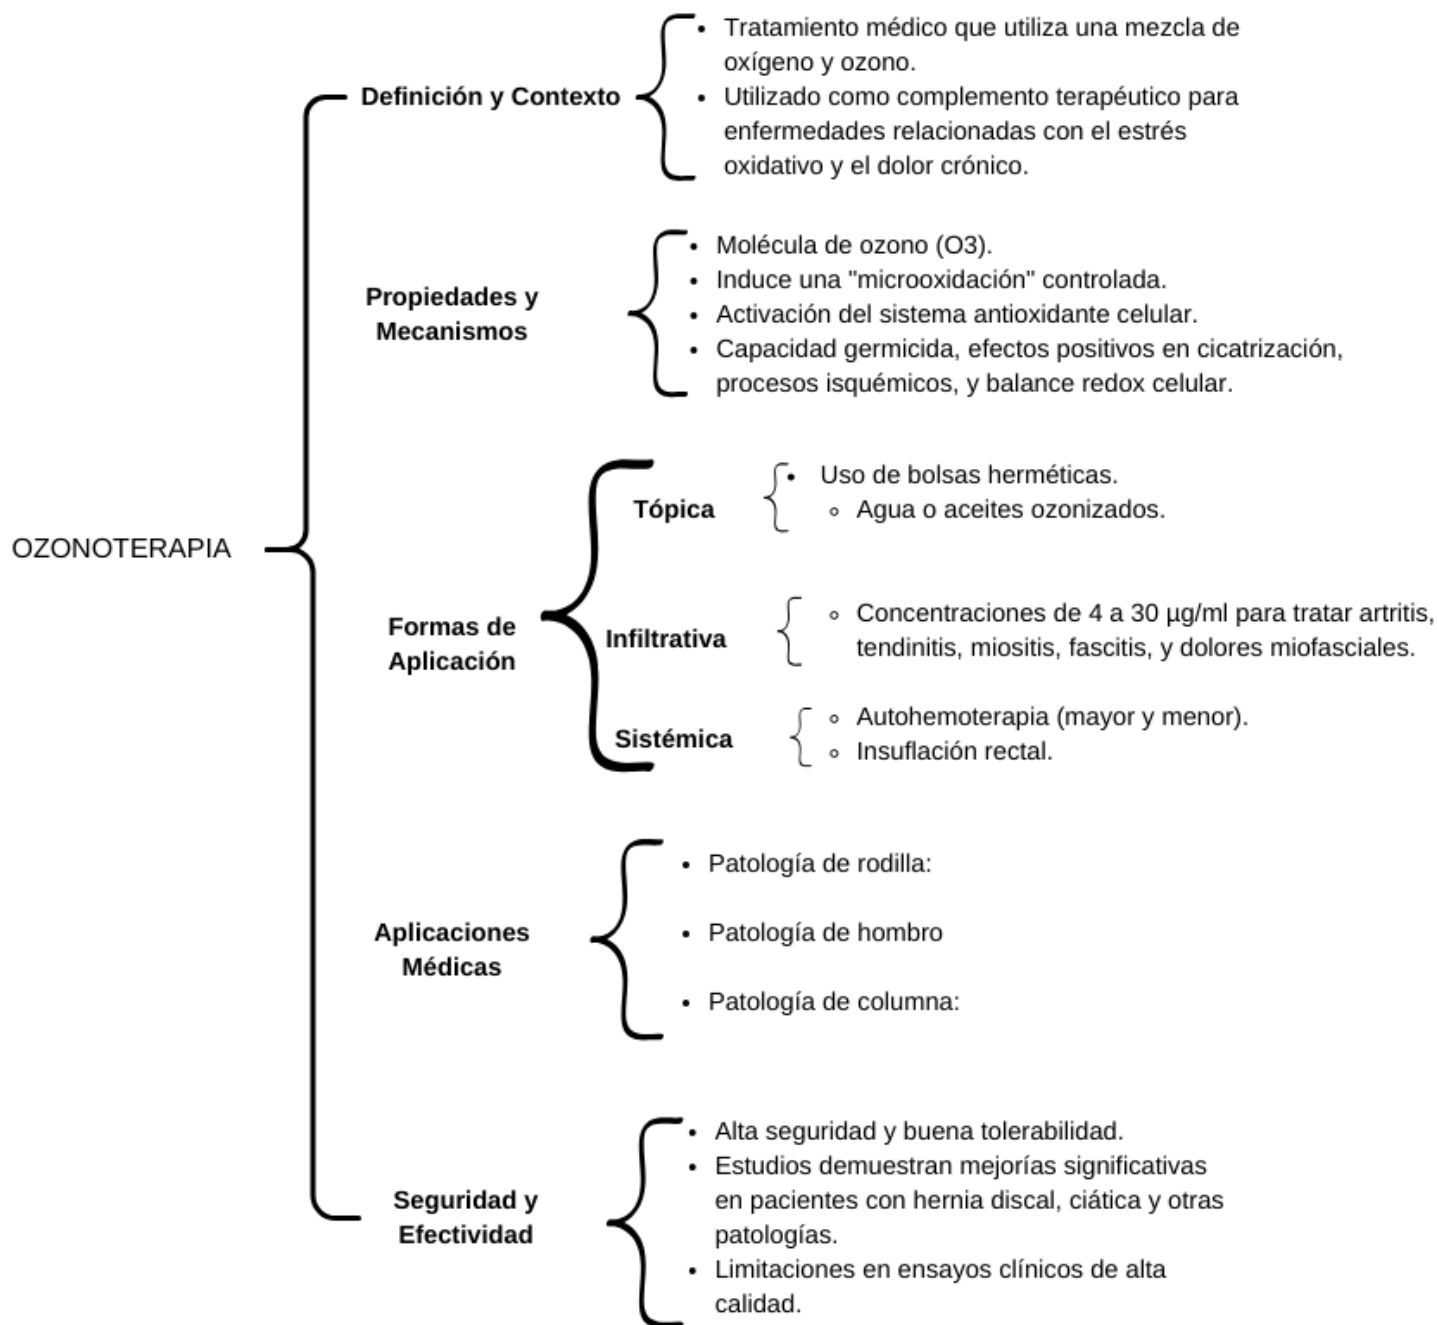 OZONOTERAPIA
Definición y Contexto
• Tratamiento médico que utiliza una mezcla de
oxígeno y ozono.
• Utilizado como complemento terapéutico para
enfermedades relacionadas con el estrés
oxidativo y el dolor crónico.
Propiedades y
Mecanismos
• Molécula de ozono (O3).
• Induce una "microoxidación" controlada.
• Activación del sistema antioxidante celular.
• Capacidad germicida, efectos positivos en cicatrización,
procesos isquémicos, y balance redox celular.
Formas de
Aplicación
Tópica
• Uso de bolsas herméticas.
◦ Agua o aceites ozonizados.
Infiltrativa
◦ Concentraciones de 4 a 30 µg/ml para tratar artritis,
tendinitis, miositis, fascitis, y dolores miofasciales.
Sistémica
◦ Autohemoterapia (mayor y menor).
◦ Insuflación rectal.
Aplicaciones
Médicas
• Patología de rodilla:
• Patología de hombro
• Patología de columna:
Seguridad y
Efectividad
• Alta seguridad y buena tolerabilidad.
• Estudios demuestran mejorías significativas
en pacientes con hernia discal, ciática y otras
patologías.
• Limitaciones en ensayos clínicos de alta
calidad.